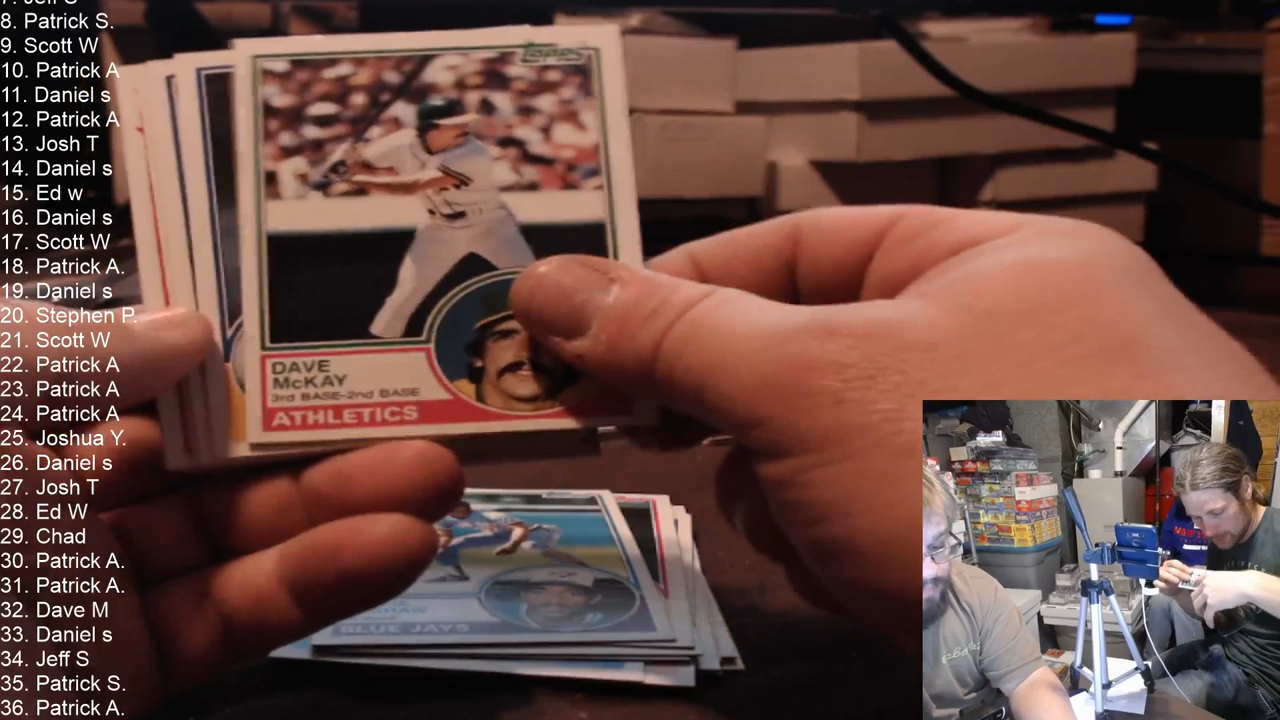 8. Patrick S.
9. Scott W
10. Patrick A
11. Daniel s
12. Patrick A
13. Josh T
14. Daniel s
15. Ed w
16. Daniel s
17. Scott W
18. Patrick A.
19. Daniel s
20. Stephen P.
21. Scott W
22. Patrick A
23. Patrick A
24. Patrick A
25. Joshua Y.
26. Daniel s
27. Josh T
28. Ed W
29. Chad
30. Patrick A.
31. Patrick A.
32. Dave M
33. Daniel s
34. Jeff S
35. Patrick S.
36. Patrick A.
TOPPS
DAVE
McKAY
3rd BASE-2nd BASE
ATHLETICS
BLUE JAYS